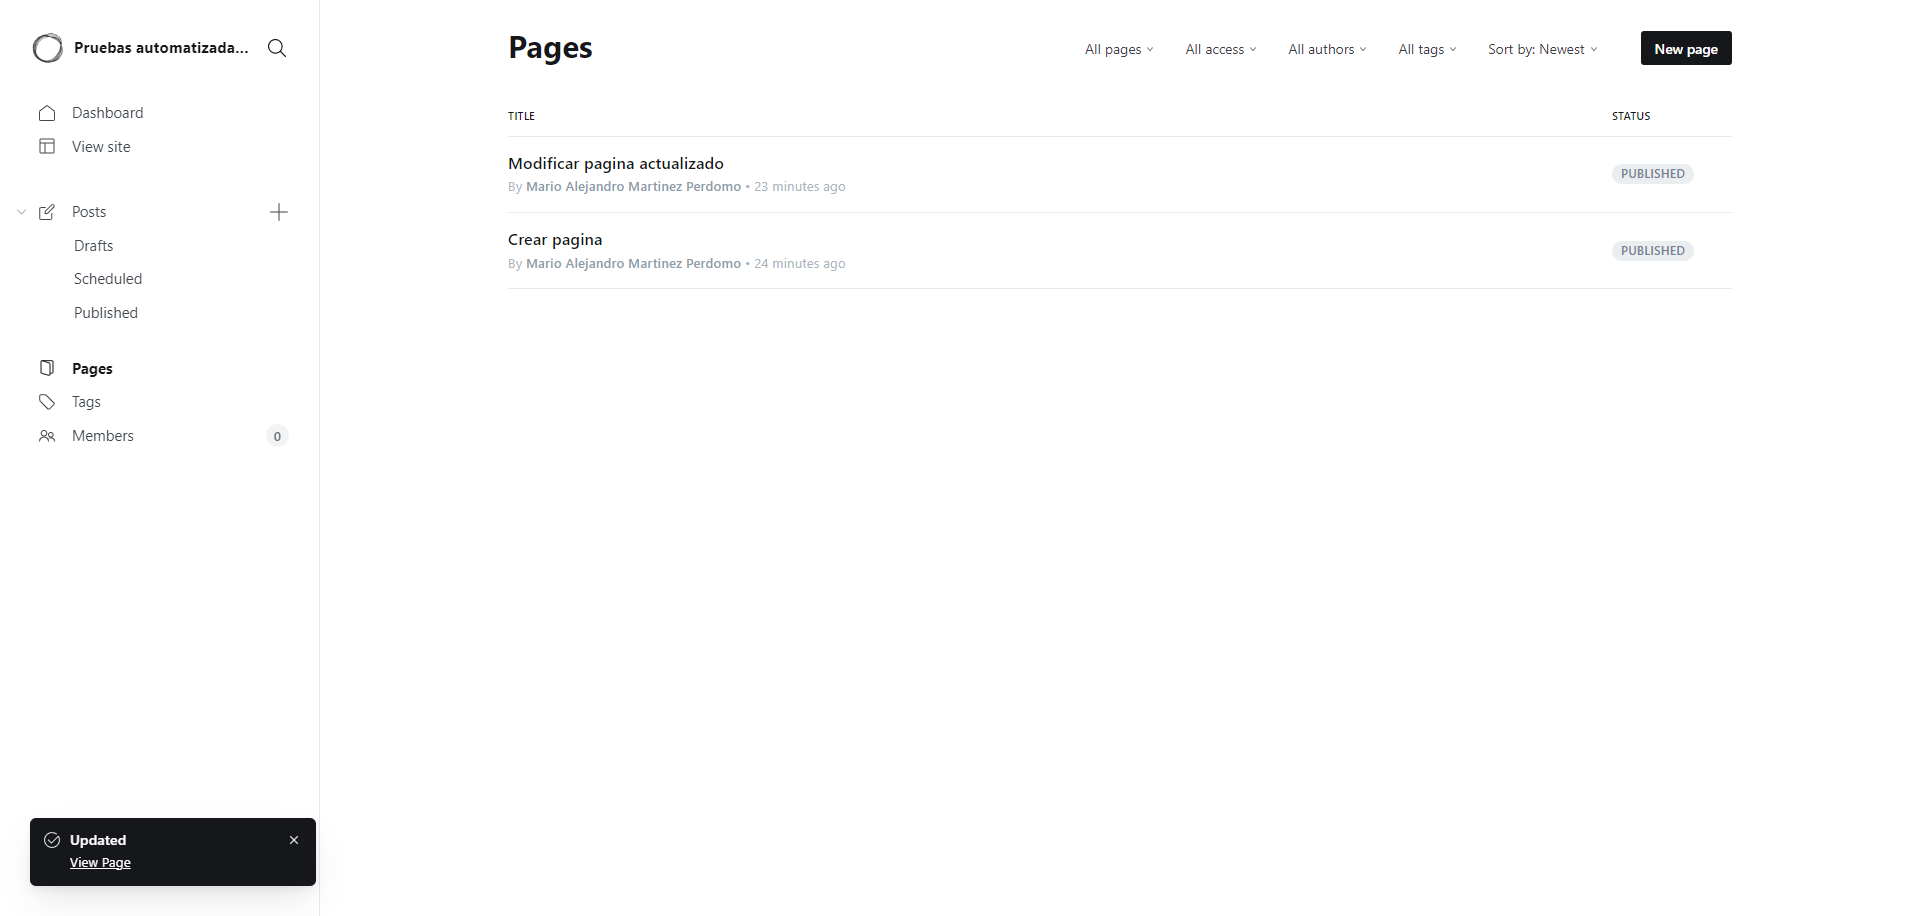 Pruebas automatizada...
Dashboard
View site
Posts
Drafts
Scheduled
Published
Pages
Tags
Members 0
Updated
View Page
Pages
All pages All access All authors All tags Sort by: Newest New page
TITLE STATUS
Modificar pagina actualizado
By Mario Alejandro Martinez Perdomo • 23 minutes ago
PUBLISHED
Crear pagina
By Mario Alejandro Martinez Perdomo • 24 minutes ago
PUBLISHED